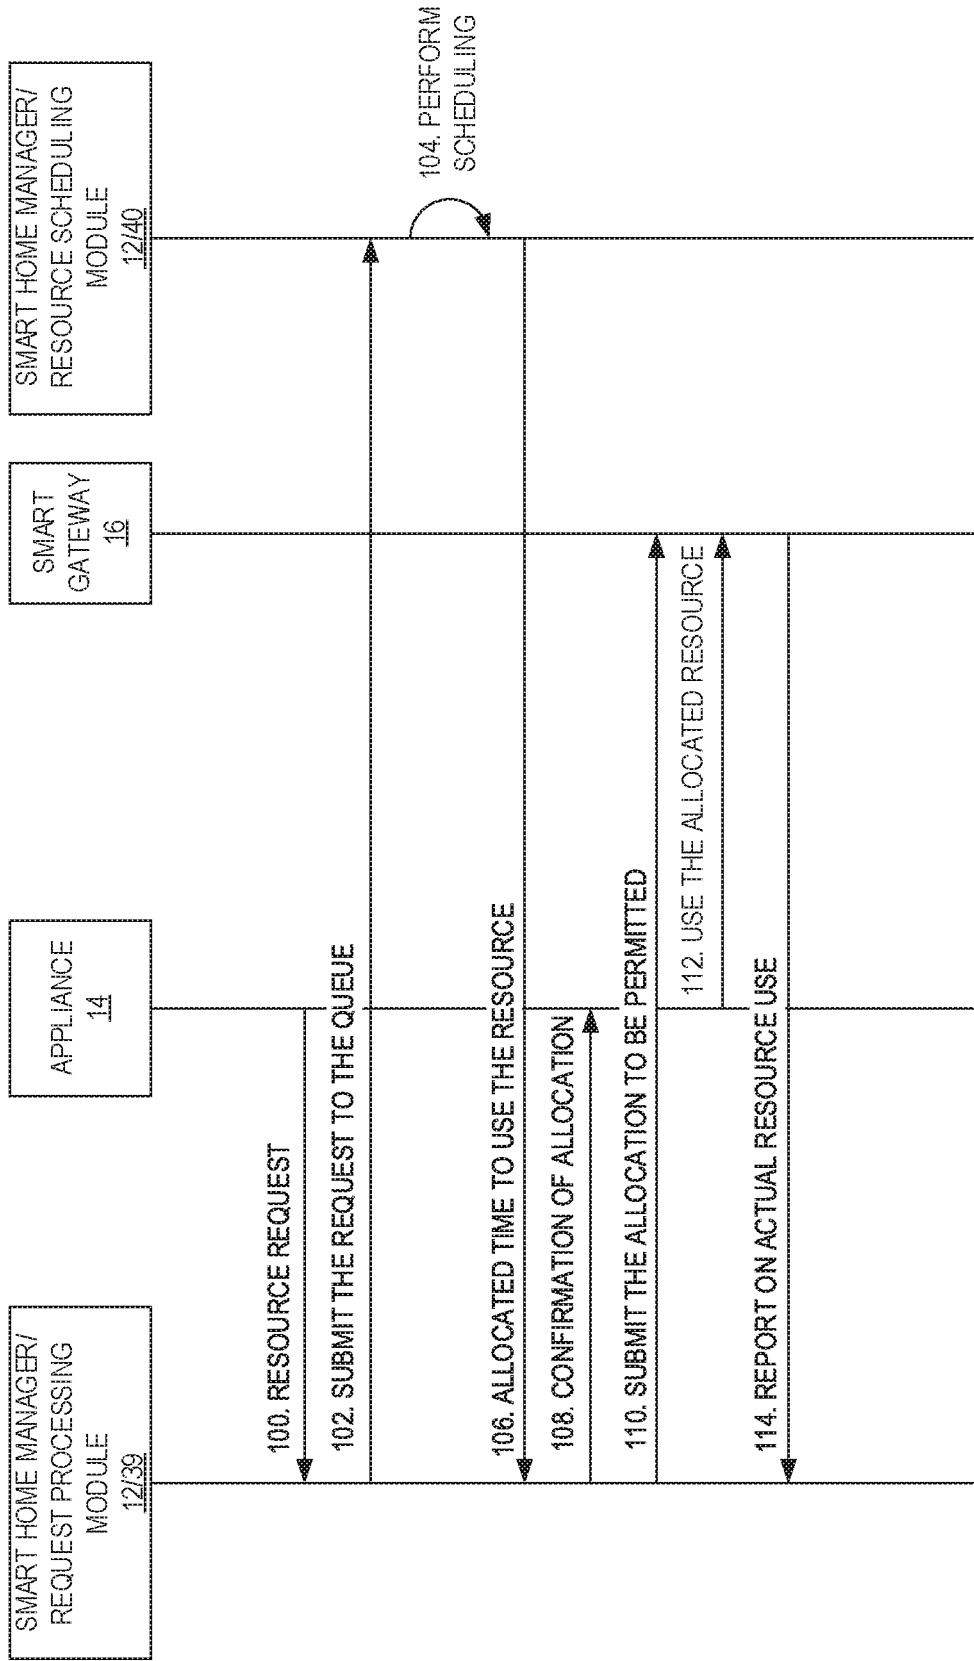 SMART HOME MANAGER/
REQUEST PROCESSING
MODULE
12/39
APPLIANCE
14
SMART
GATEWAY
16
SMART HOME MANAGER/
RESOURCE SCHEDULING
MODULE
12/40
100. RESOURCE REQUEST
102. SUBMIT THE REQUEST TO THE QUEUE
104. PERFORM
SCHEDULING
106. ALLOCATED TIME TO USE THE RESOURCE
108. CONFIRMATION OF ALLOCATION
110. SUBMIT THE ALLOCATION TO BE PERMITTED
112. USE THE ALLOCATED RESOURCE
114. REPORT ON ACTUAL RESOURCE USE